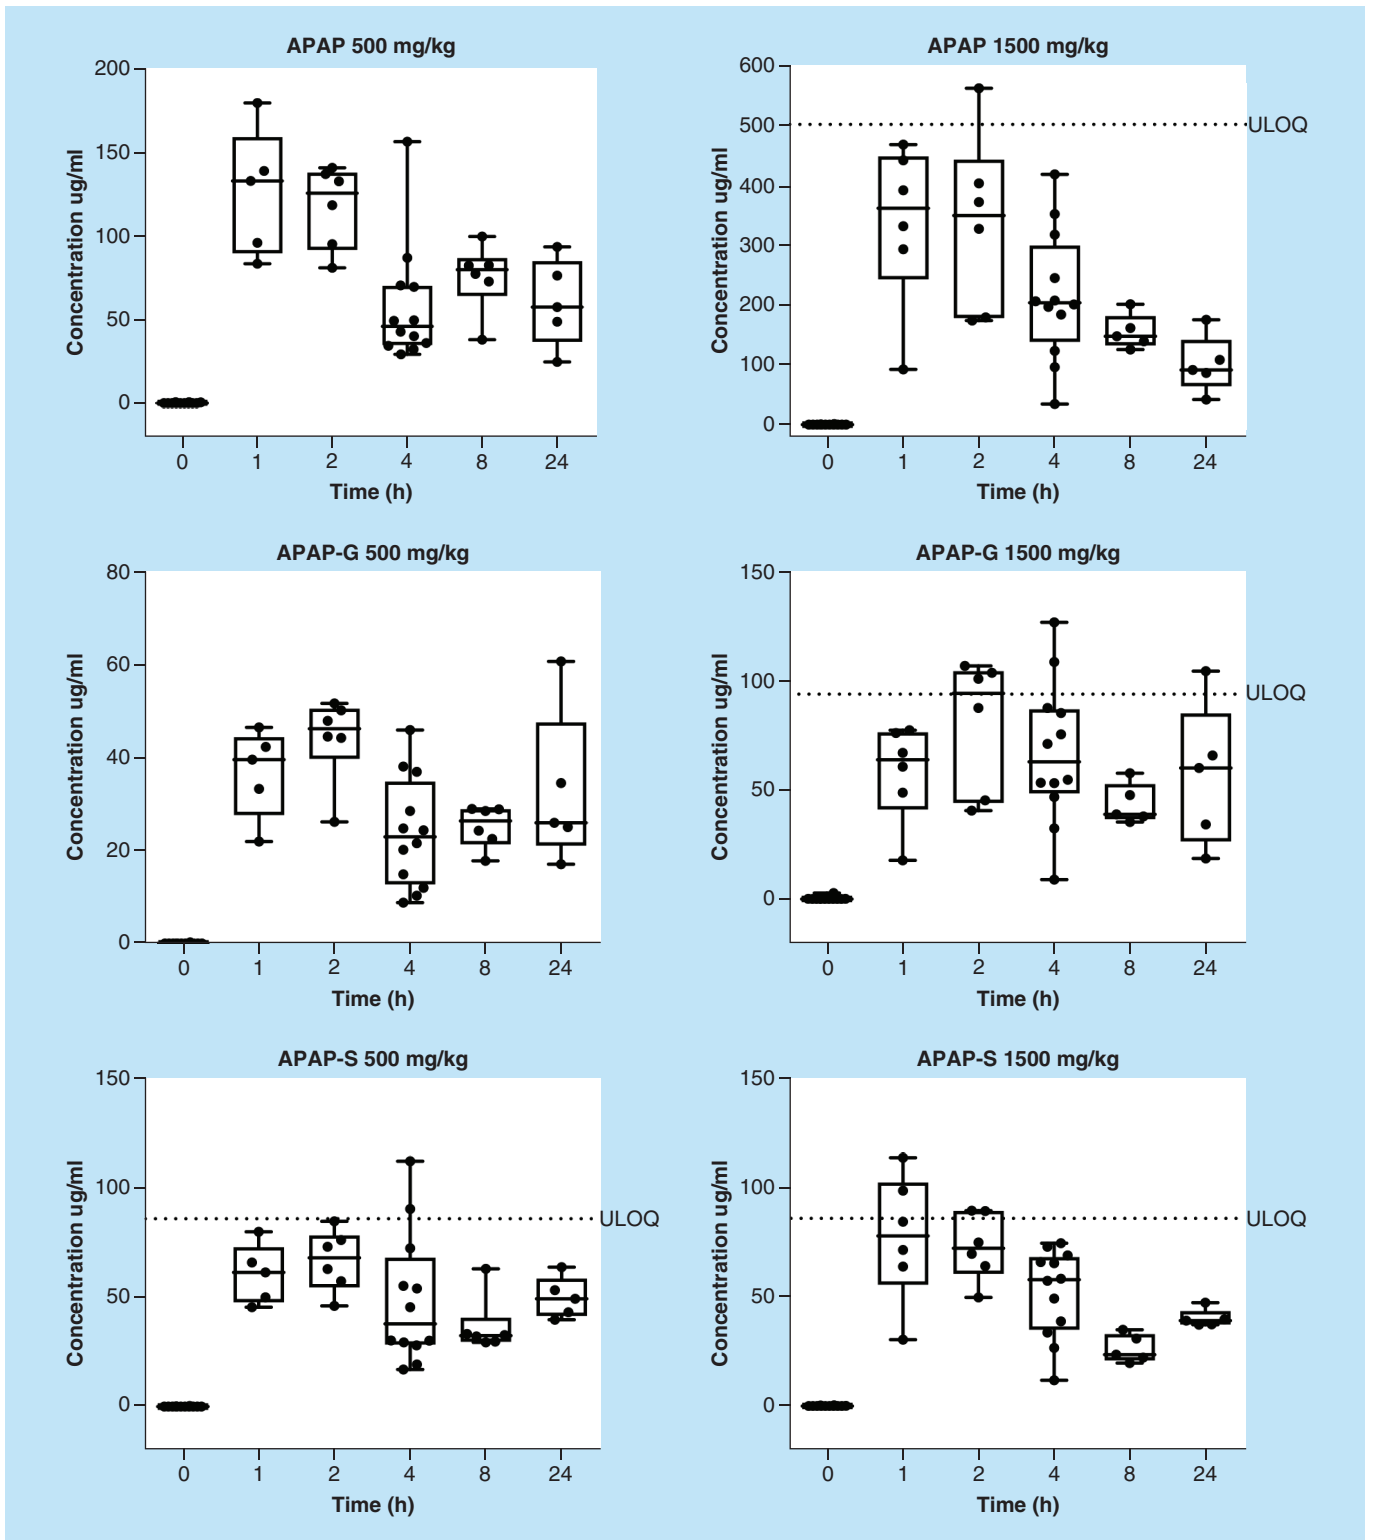 APAP 500 mg/kg
200
150
100
50
0
Concentration ug/ml
0 1 2 4 8 24
Time (h)
APAP 1500 mg/kg
600
500
400
300
200
100
0
Concentration ug/ml
ULOQ
0 1 2 4 8 24
Time (h)
APAP-G 500 mg/kg
80
60
40
20
0
Concentration ug/ml
0 1 2 4 8 24
Time (h)
APAP-G 1500 mg/kg
150
100
50
0
Concentration ug/ml
ULOQ
0 1 2 4 8 24
Time (h)
APAP-S 500 mg/kg
150
100
50
0
Concentration ug/ml
ULOQ
0 1 2 4 8 24
Time (h)
APAP-S 1500 mg/kg
150
100
50
0
Concentration ug/ml
ULOQ
0 1 2 4 8 24
Time (h)